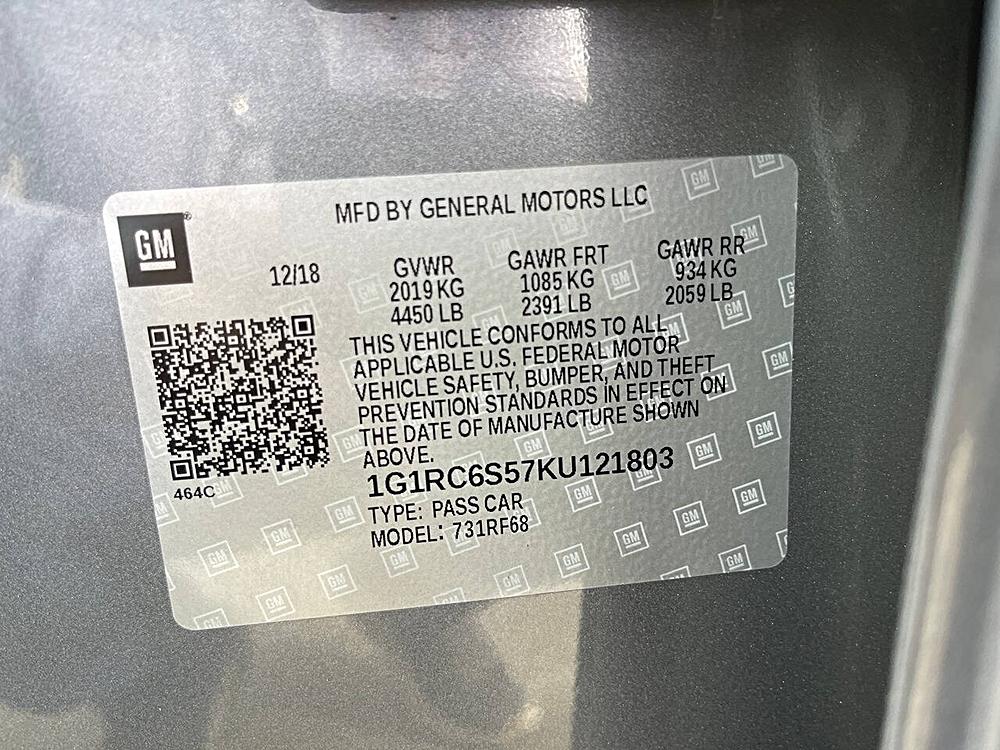 MFD BY GENERAL MOTORS LLC
GM
12/18
GVWR
2019 KG
4450 LB
GAWR FRT
1085 KG
2391 LB
GAWR RR
934 KG
2059 LB
THIS VEHICLE CONFORMS TO ALL
APPLICABLE U.S. FEDERAL MOTOR
VEHICLE SAFETY, BUMPER, AND THEFT
PREVENTION STANDARDS IN EFFECT ON
THE DATE OF MANUFACTURE SHOWN
ABOVE.
464C
1G1RC6S57KU121803
TYPE: PASS CAR
MODEL: 731RF68